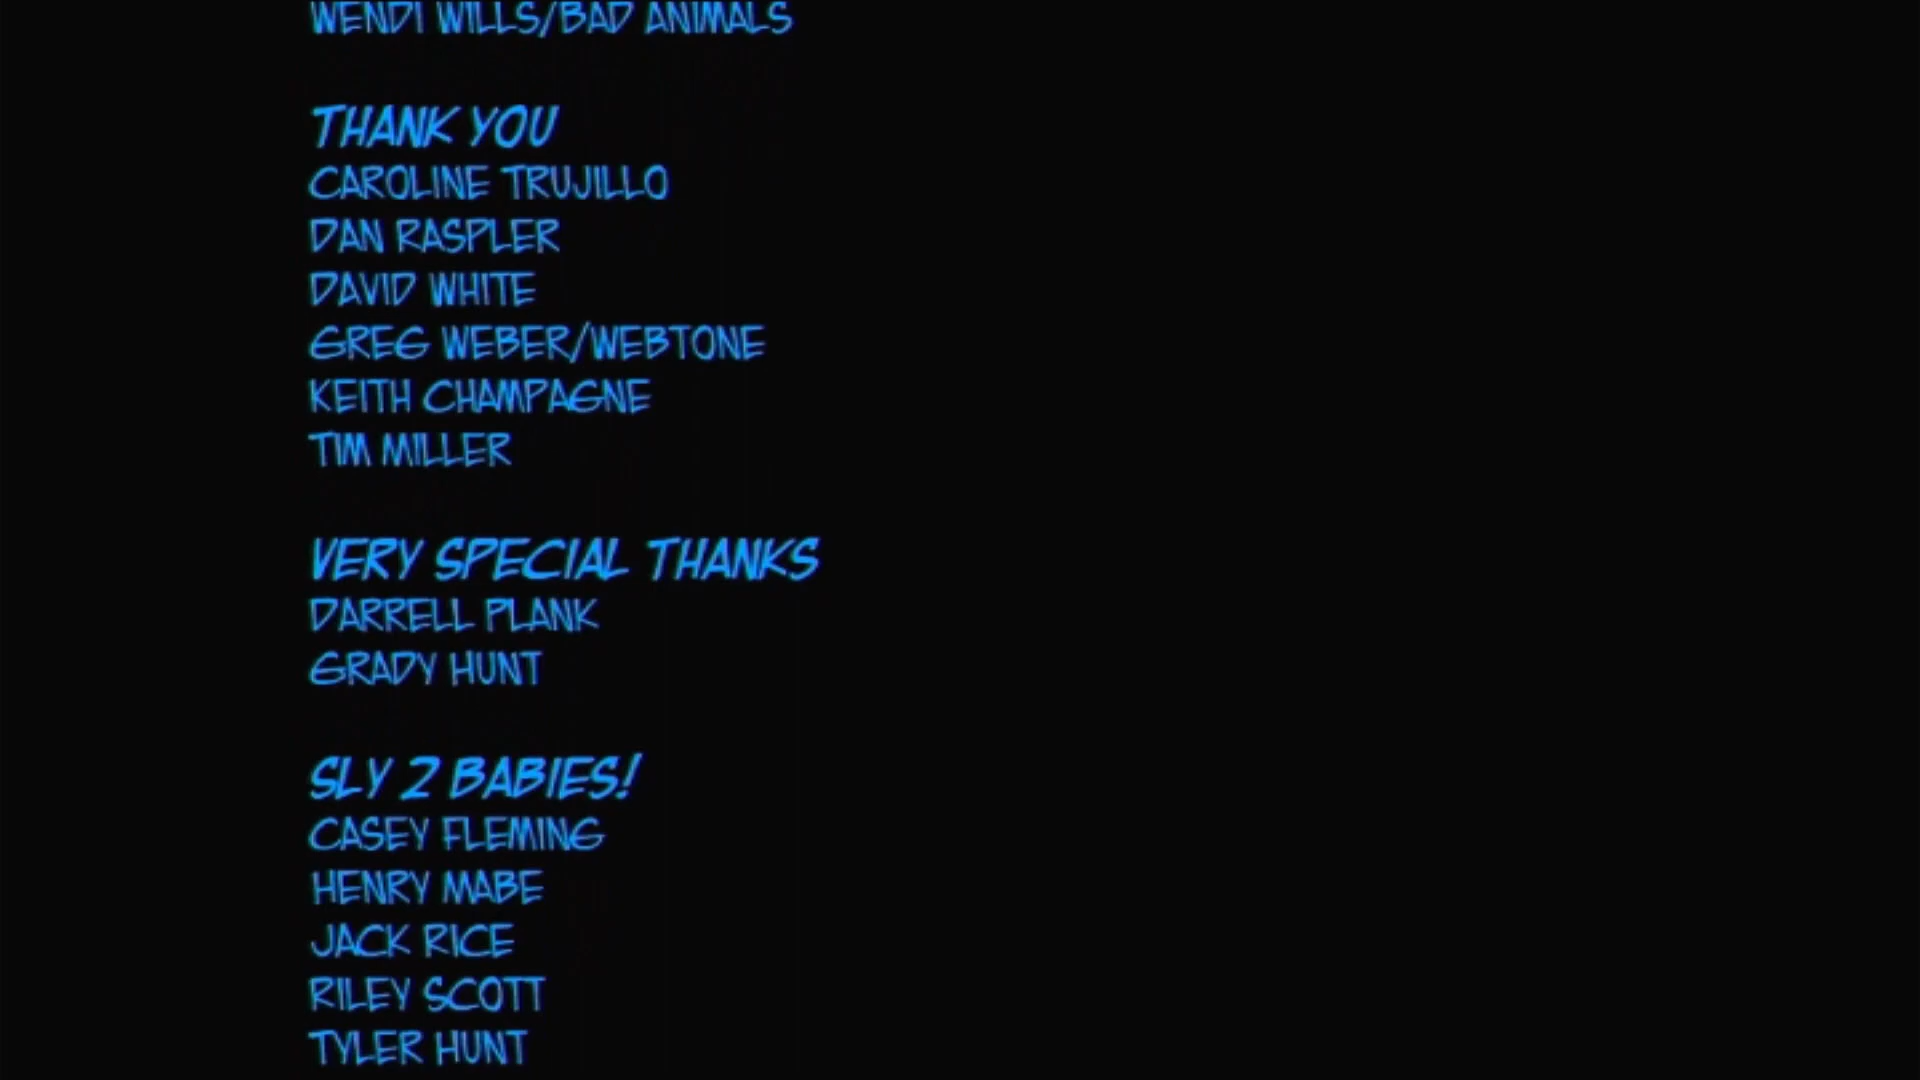 WENDI WILLS/BAD ANIMALS
THANK YOU
CAROLINE TRUJILLO
DAN RASPLER
DAVID WHITE
GREG WEBER/WEBTONE
KEITH CHAMPAGNE
TIM MILLER
VERY SPECIAL THANKS
DARRELL PLANK
GRADY HUNT
SLY 2 BABIES!
CASEY FLEMING
HENRY MABE
JACK RICE
RILEY SCOTT
TYLER HUNT